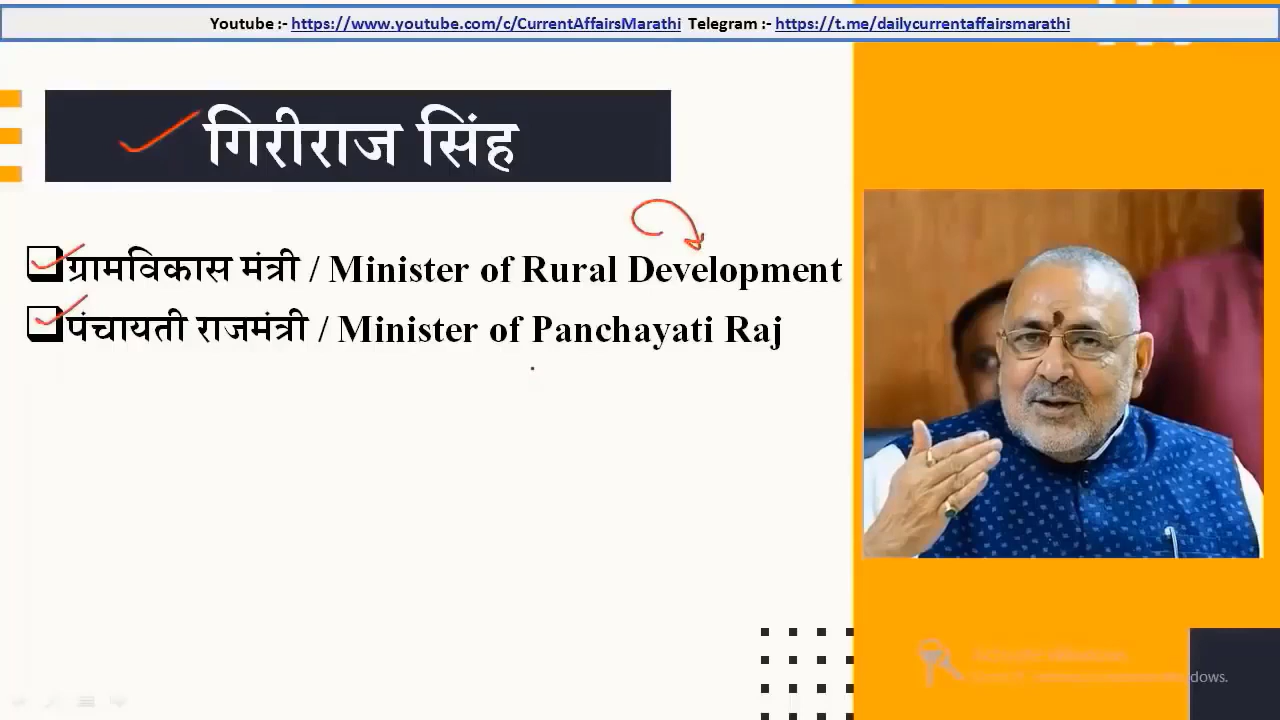 Youtube :- https://www.youtube.com/c/CurrentAffairsMarathi Telegram :- https://t.me/dailycurrentaffairsmarathi
गिरीराज सिंह
ग्रामविकास मंत्री / Minister of Rural Development
पंचायती राजमंत्री / Minister of Panchayati Raj